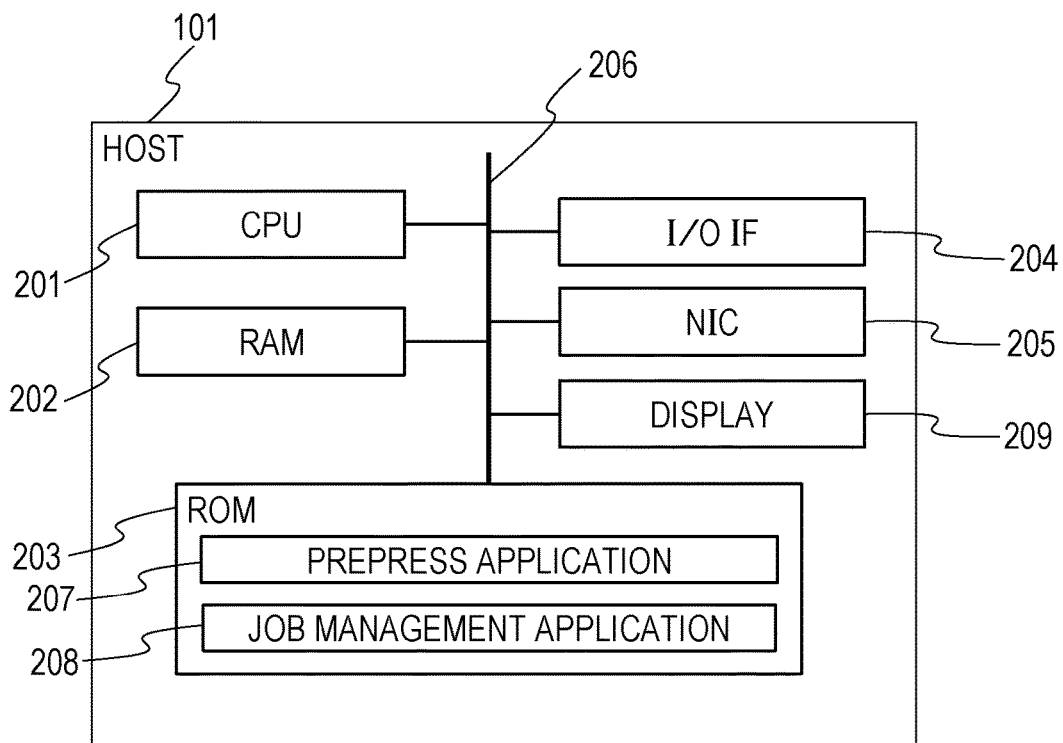 101
206
HOST
CPU
I/O IF
201
204
RAM
NIC
202
205
DISPLAY
209
ROM
203
PREPRESS APPLICATION
207
JOB MANAGEMENT APPLICATION
208